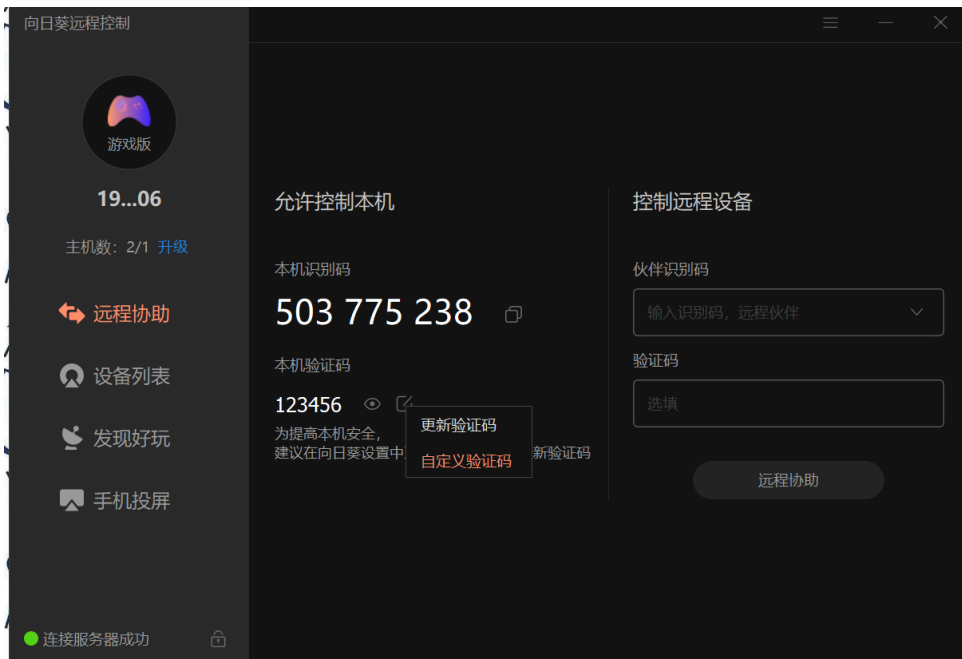 向日葵远程控制
游戏版
19...06
主机数: 2/1 升级
远程协助
设备列表
发现好玩
手机投屏
连接服务器成功
允许控制本机
本机识别码
503 775 238
本机验证码
123456
更新验证码
自定义验证码
为提高本机安全,
建议在向日葵设置中
新验证码
控制远程设备
伙伴识别码
输入识别码, 远程伙伴
验证码
选填
远程协助